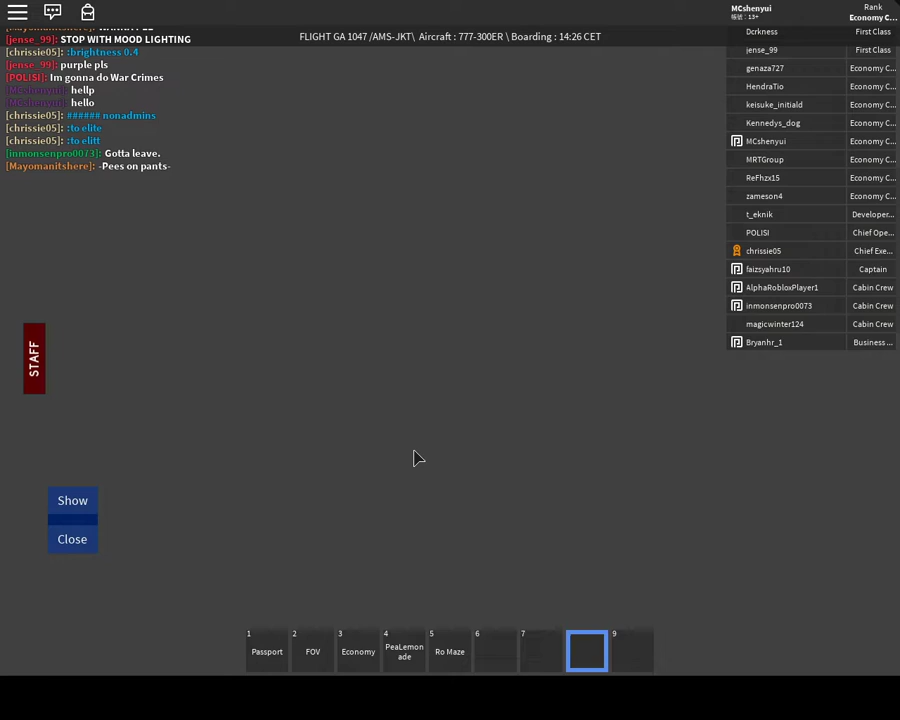 [jense_99]: STOP WITH MOOD LIGHTING
[chrissie05]: :brightness 0.4
[jense_99]: purple pls
[POLISI]: Im gonna do War Crimes
[MCshenyui]: hellp
[MCshenyui]: hello
[chrissie05]: ###### nonadmins
[chrissie05]: :to elite
[chrissie05]: :to elitt
[inmonsenpro0073]: Gotta leave.
[Mayomanitshere]: -Pees on pants-
FLIGHT GA 1047 /AMS-JKT\ Aircraft : 777-300ER \ Boarding : 14:26 CET
MCshenyui Rank
帳號: 13+ Economy C...
Dcrkness First Class
jense_99 First Class
genaza727 Economy C...
HendraTio Economy C...
keisuke_initiald Economy C...
Kennedys_dog Economy C...
MCshenyui Economy C...
MRTGroup Economy C...
ReFhzx15 Economy C...
zameson4 Economy C...
t_eknik Developer...
POLISI Chief Ope...
chrissie05 Chief Exe...
faizsyahru10 Captain
AlphaRobloxPlayer1 Cabin Crew
inmonsenpro0073 Cabin Crew
magicwinter124 Cabin Crew
Bryanhr_1 Business ...
STAFF
Show
Close
1 2 3 4 5 6 7 9
Passport FOV Economy PeaLemon
ade Ro Maze